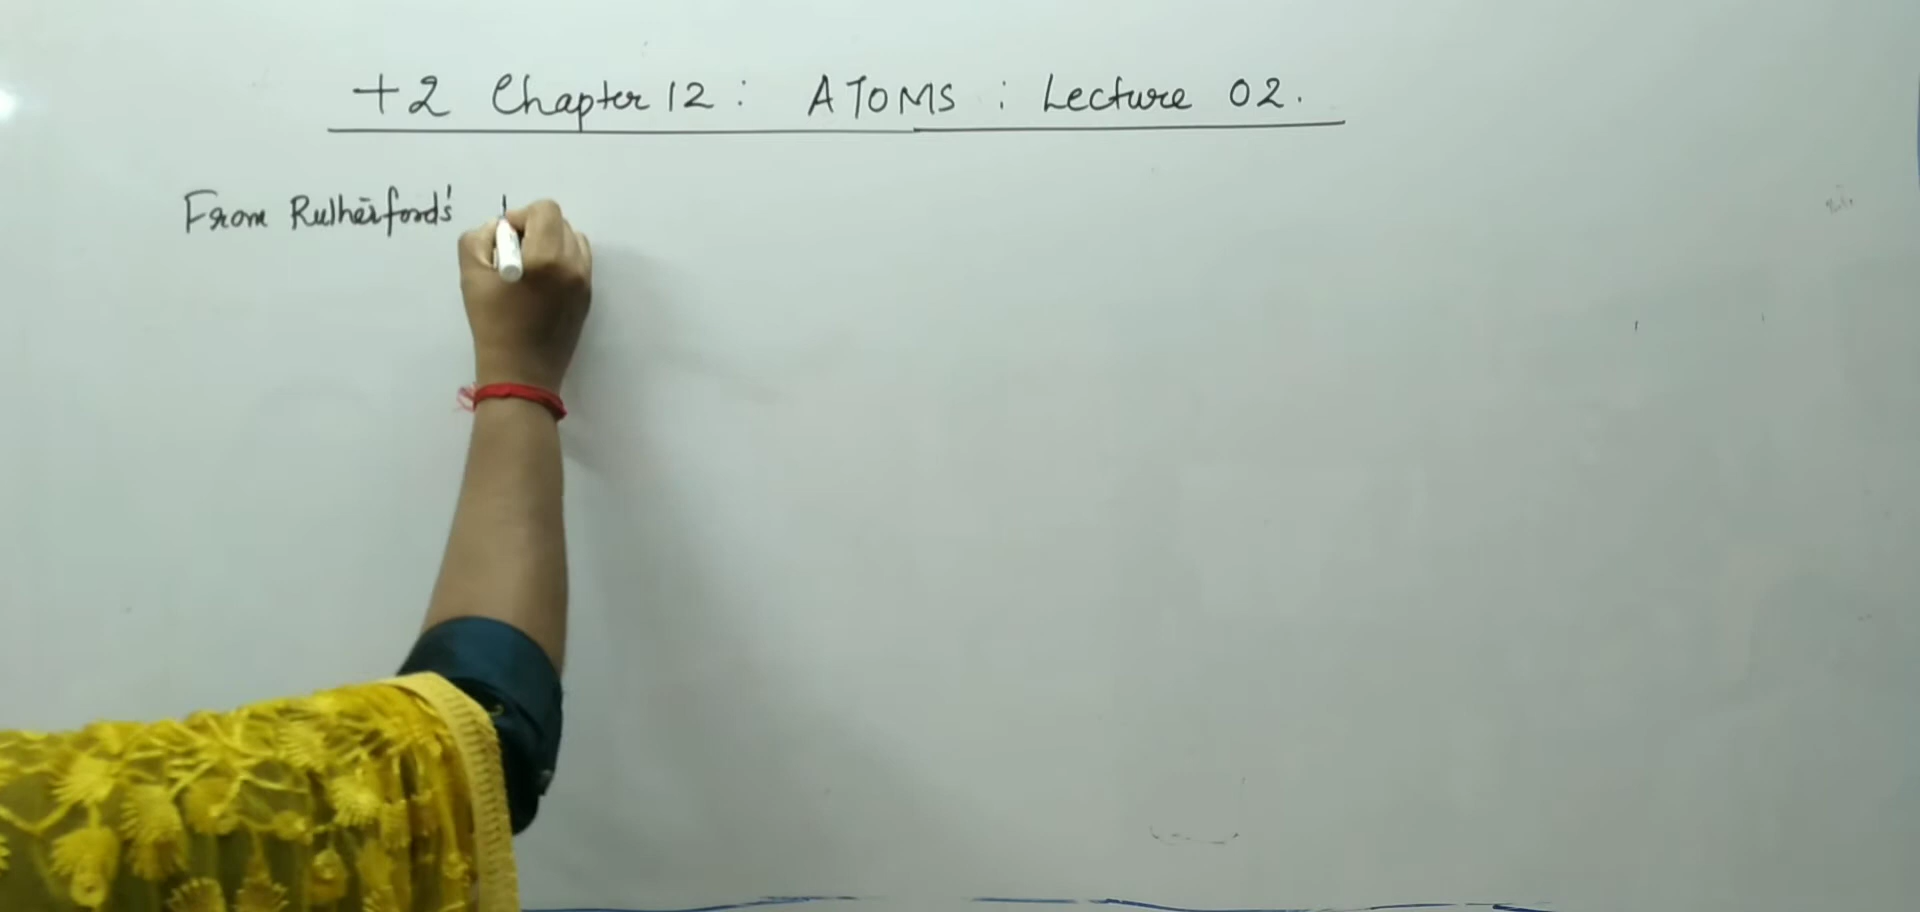 +2 Chapter 12 : ATOMS : Lecture 02.
From Rutherford's